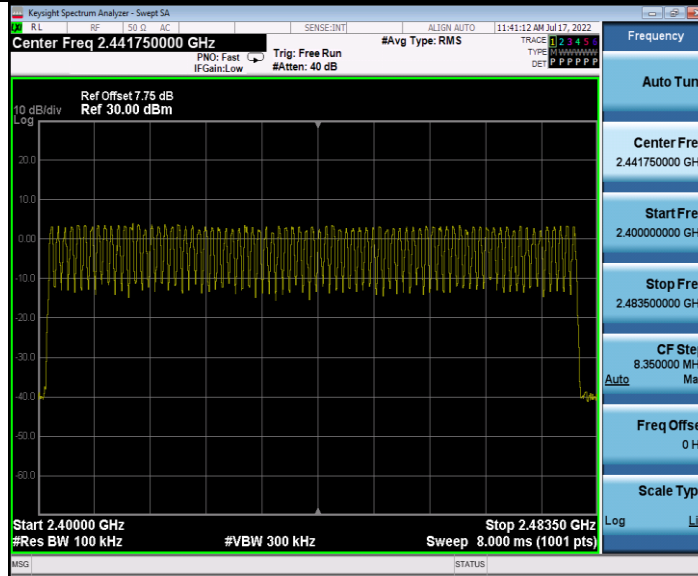 Keysight Spectrum Analyzer - Swept SA
LXI RL RF 50 Ω AC SENSE:INT ALIGN AUTO 11:41:12 AM Jul 17, 2022
Center Freq 2.441750000 GHz
PNO: Fast
IFGain:Low
Trig: Free Run
#Atten: 40 dB
#Avg Type: RMS
TRACE 1 2 3 4 5 6
TYPE M W W W W W
DET P P P P P P
Ref Offset 7.75 dB
10 dB/div Ref 30.00 dBm
Log
20.0
10.0
0.00
-10.0
-20.0
-30.0
-40.0
-50.0
-60.0
Start 2.40000 GHz Stop 2.48350 GHz
#Res BW 100 kHz #VBW 300 kHz Sweep 8.000 ms (1001 pts)
MSG STATUS
Frequency
Auto Tun
Center Fre
2.441750000 GH
Start Fre
2.400000000 GH
Stop Fre
2.483500000 GH
CF Ste
8.350000 MH
Auto Ma
Freq Offse
0 H
Scale Typ
Log Li